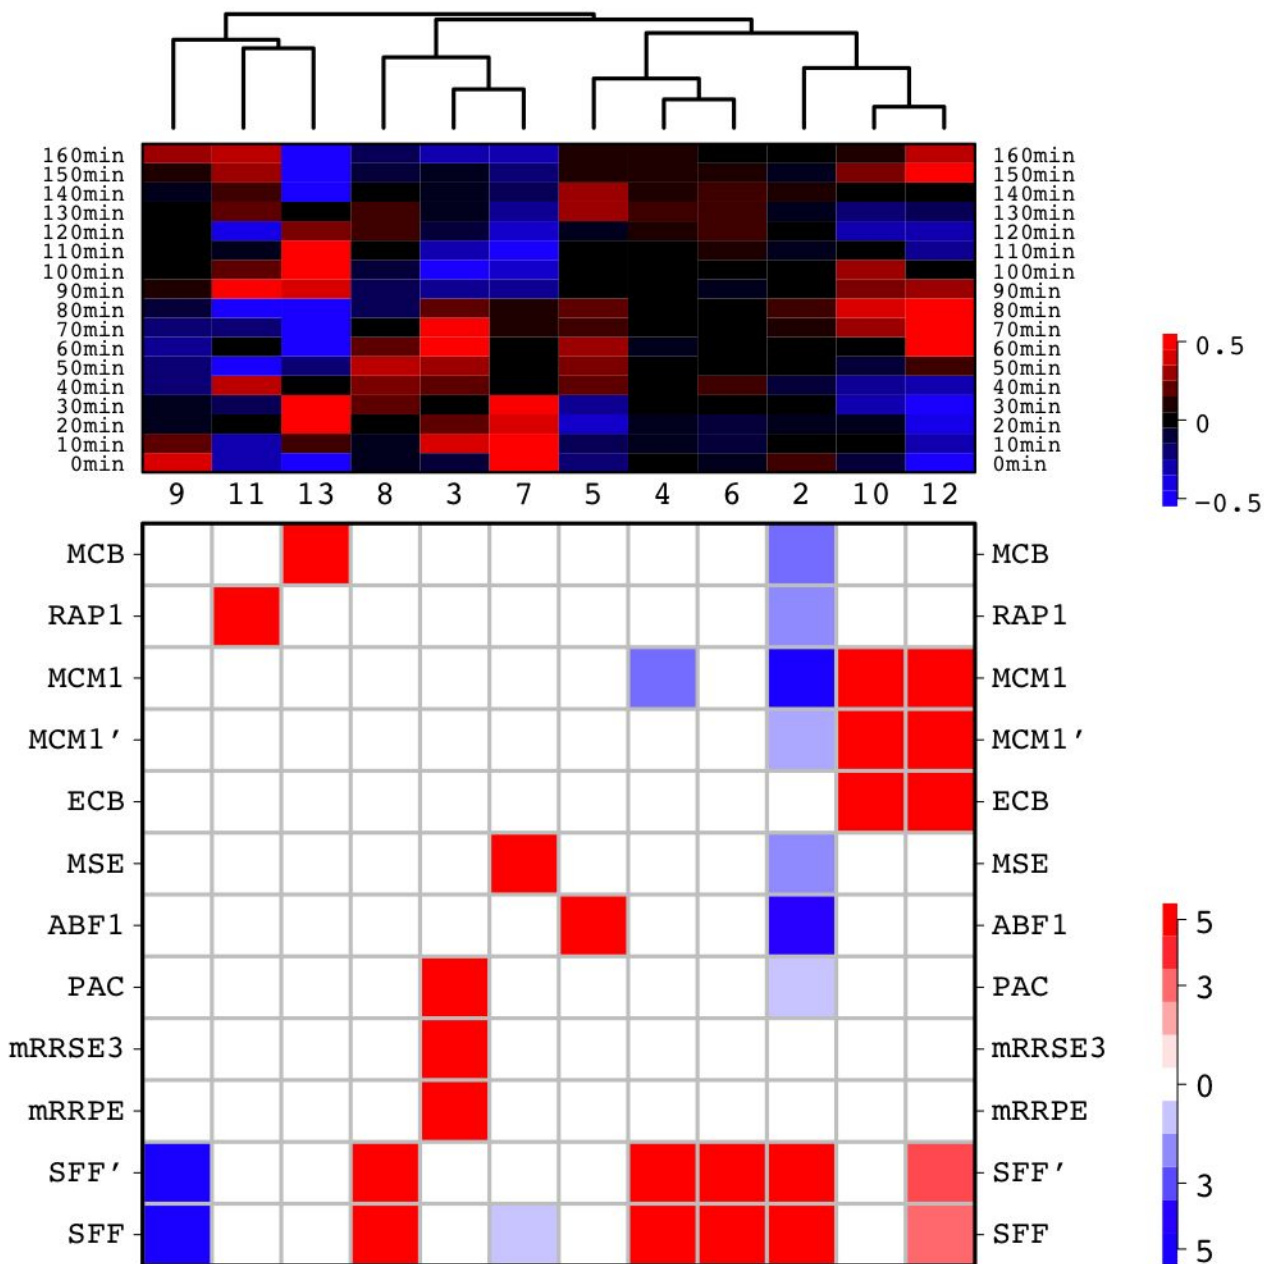 160min 160min
150min 150min
140min 140min
130min 130min
120min 120min
110min 110min
100min 100min
90min 90min
80min 80min
70min 70min
60min 60min
50min 50min
40min 40min
30min 30min
20min 20min
10min 10min
0min 0min
0.5
0
−0.5
9 11 13 8 3 7 5 4 6 2 10 12
MCB MCB
RAP1 RAP1
MCM1 MCM1
MCM1′ MCM1′
ECB ECB
MSE MSE
ABF1 ABF1
PAC PAC
mRRSE3 mRRSE3
mRRPE mRRPE
SFF′ SFF′
SFF SFF
5
3
0
3
5